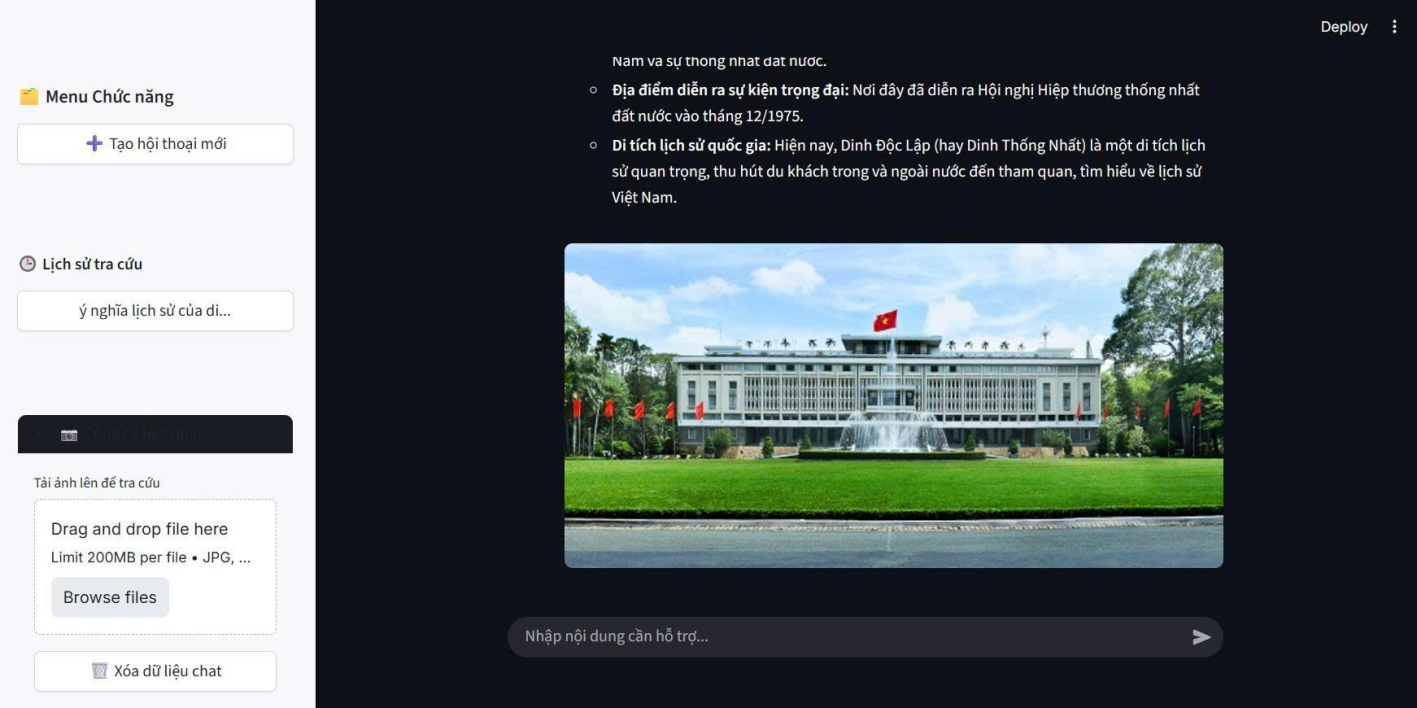 Deploy
Menu Chức năng
Tạo hội thoại mới
Lịch sử tra cứu
ý nghĩa lịch sử của di...
Công cụ hình ảnh
Tải ảnh lên để tra cứu
Drag and drop file here
Limit 200MB per file • JPG, ...
Browse files
Xóa dữ liệu chat
Nam và sự thống nhất đất nước.
Địa điểm diễn ra sự kiện trọng đại: Nơi đây đã diễn ra Hội nghị Hiệp thương thống nhất
đất nước vào tháng 12/1975.
Di tích lịch sử quốc gia: Hiện nay, Dinh Độc Lập (hay Dinh Thống Nhất) là một di tích lịch
sử quan trọng, thu hút du khách trong và ngoài nước đến tham quan, tìm hiểu về lịch sử
Việt Nam.
Nhập nội dung cần hỗ trợ...